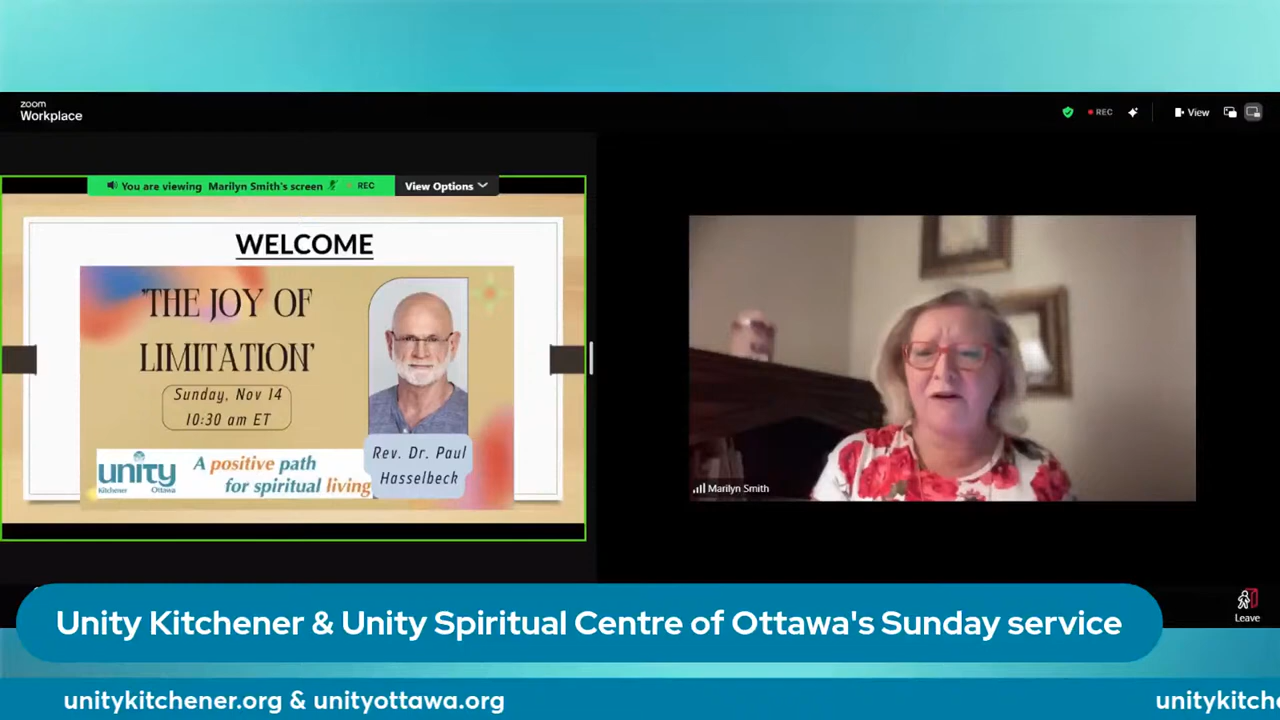 zoom
Workplace
REC
View
You are viewing Marilyn Smith's screen
REC
View Options
WELCOME
'THE JOY OF
LIMITATION'
Sunday, Nov 14
10:30 am ET
Rev. Dr. Paul
Hasselbeck
unity
Kitchener Ottawa
A positive path
for spiritual living
Marilyn Smith
Leave
Unity Kitchener & Unity Spiritual Centre of Ottawa's Sunday service
unitykitchener.org & unityottawa.org
unitykitche